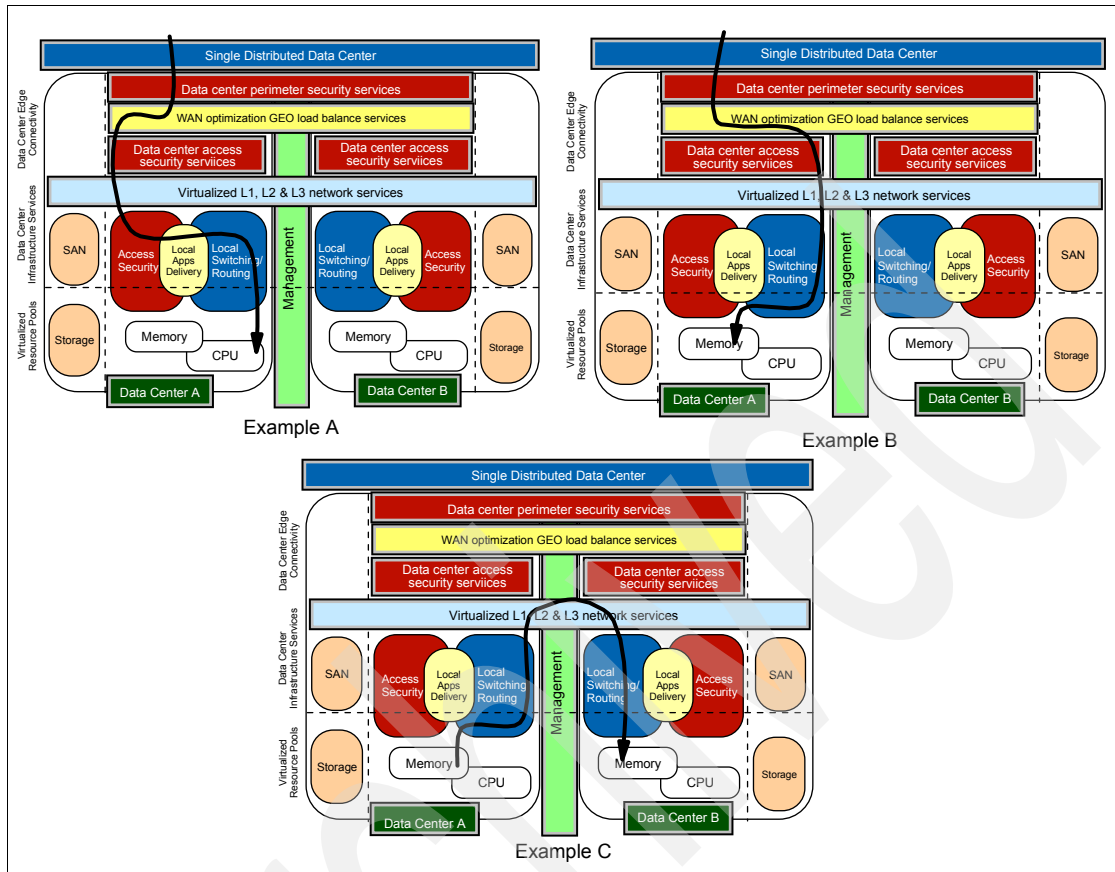 Single Distributed Data Center
Data center perimeter security services
WAN optimization GEO load balance services
Data center access
security serviices
Data center access
security serviices
Virtualized L1, L2 & L3 network services
Data Center Edge
Connectivity
Data Center
Infrastructure Services
Virtualized
Resource Pools
SAN
Access
Security
Local
Apps
Delivery
Local
Switching/
Routing
Management
Local
Switching/
Routing
Local
Apps
Delivery
Access
Security
SAN
Storage
Memory
CPU
Memory
CPU
Storage
Data Center A
Data Center B
Example A
Single Distributed Data Center
Data center perimeter security services
WAN optimization GEO load balance services
Data center access
security serviices
Data center access
security serviices
Virtualized L1, L2 & L3 network services
Data Center Edge
Connectivity
Data Center
Infrastructure Services
Virtualized
Resource Pools
SAN
Access
Security
Local
Apps
Delivery
Local
Switching/
Routing
Management
Local
Switching/
Routing
Local
Apps
Delivery
Access
Security
SAN
Storage
Memory
CPU
Memory
CPU
Storage
Data Center A
Data Center B
Example B
Single Distributed Data Center
Data center perimeter security services
WAN optimization GEO load balance services
Data center access
security serviices
Data center access
security serviices
Virtualized L1, L2 & L3 network services
Data Center Edge
Connectivity
Data Center
Infrastructure Services
Virtualized
Resource Pools
SAN
Access
Security
Local
Apps
Delivery
Local
Switching/
Routing
Management
Local
Switching/
Routing
Local
Apps
Delivery
Access
Security
SAN
Storage
Memory
CPU
Memory
CPU
Storage
Data Center A
Data Center B
Example C